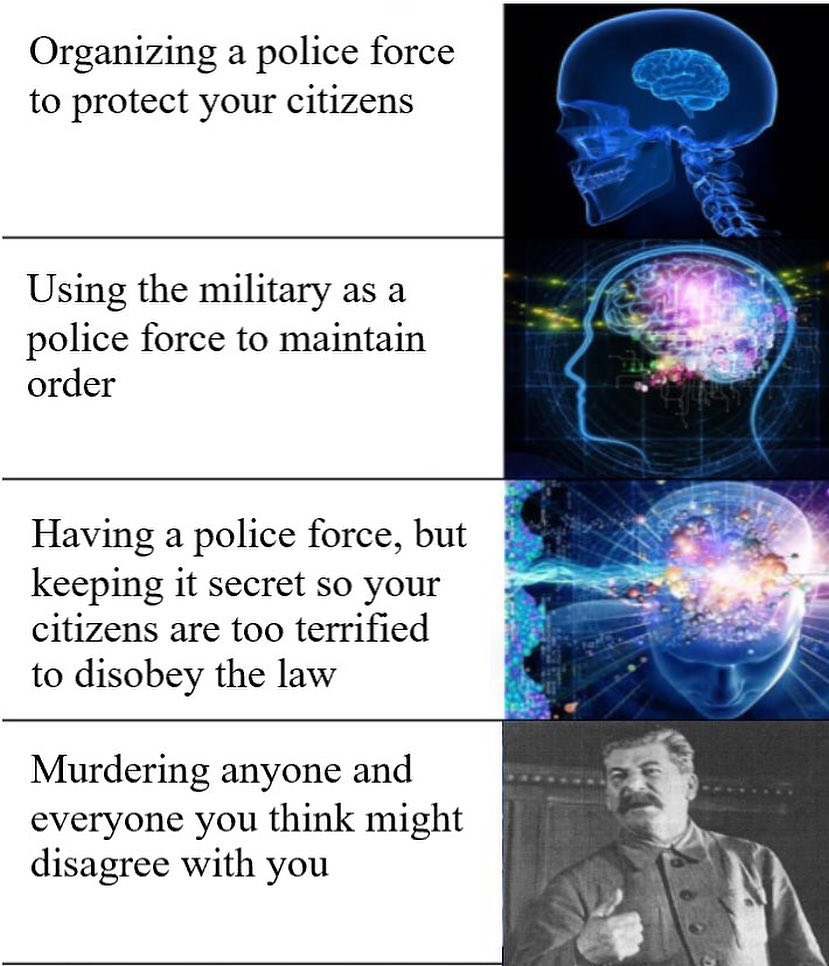 Organizing a police force
to protect your citizens
Using the military as a
police force to maintain
order
Having a police force, but
keeping it secret so your
citizens are too terrified
to disobey the law
Murdering anyone and
everyone you think might
disagree with you